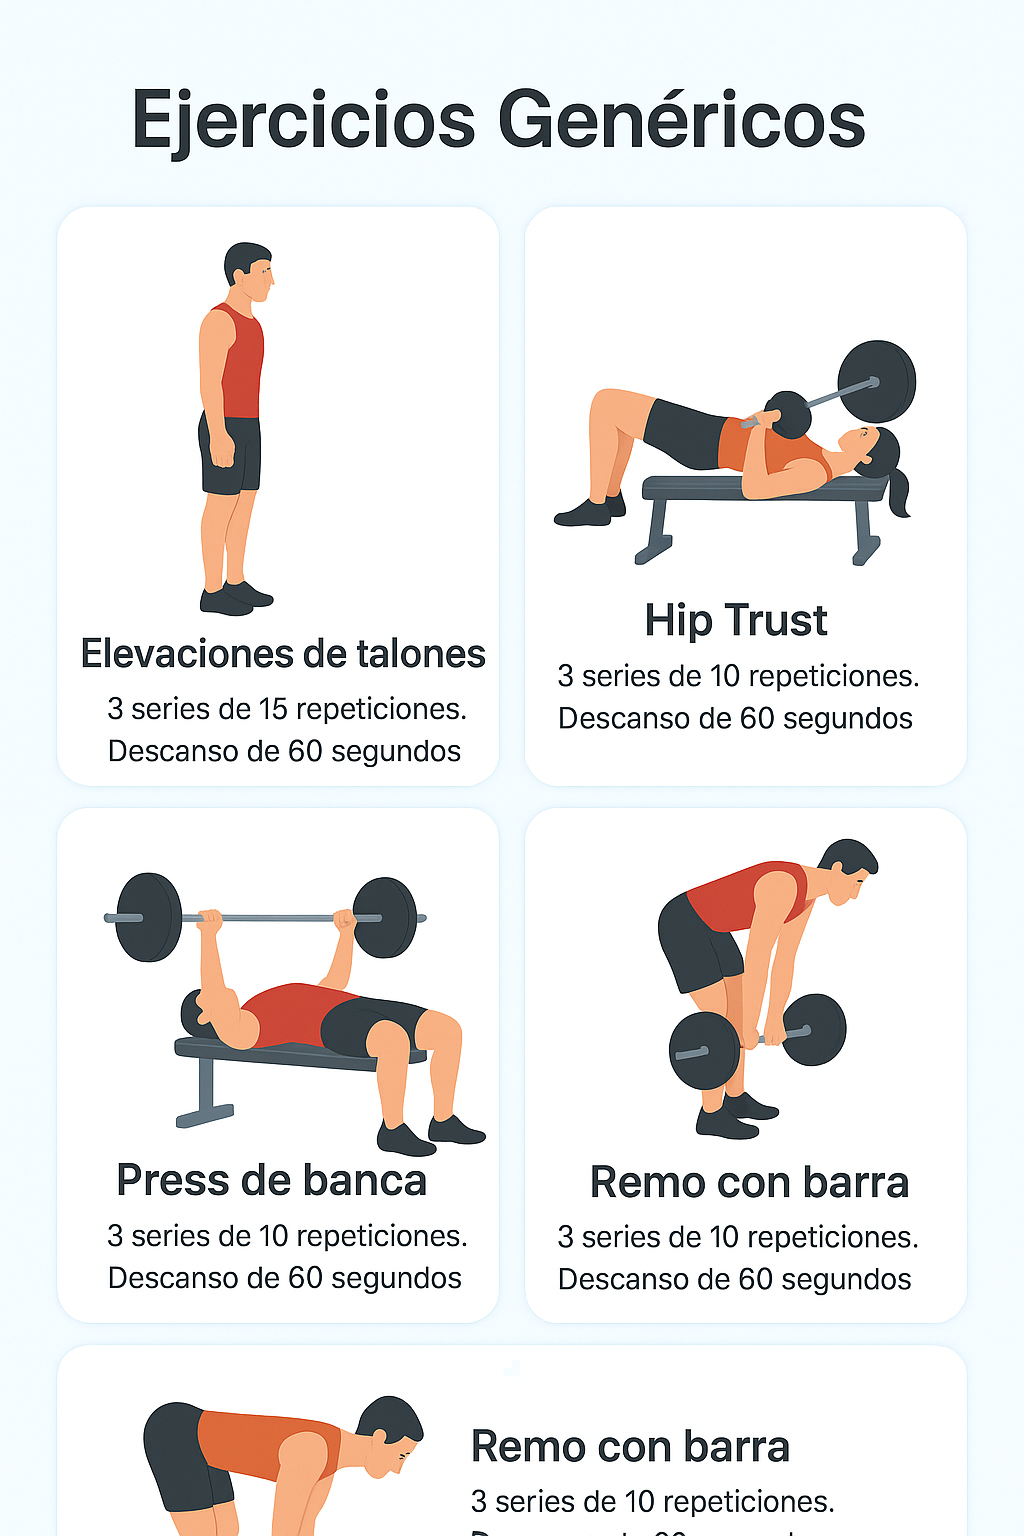 Ejercicios Genéricos
Elevaciones de talones
3 series de 15 repeticiones.
Descanso de 60 segundos
Hip Trust
3 series de 10 repeticiones.
Descanso de 60 segundos
Press de banca
3 series de 10 repeticiones.
Descanso de 60 segundos
Remo con barra
3 series de 10 repeticiones.
Descanso de 60 segundos
Remo con barra
3 series de 10 repeticiones.